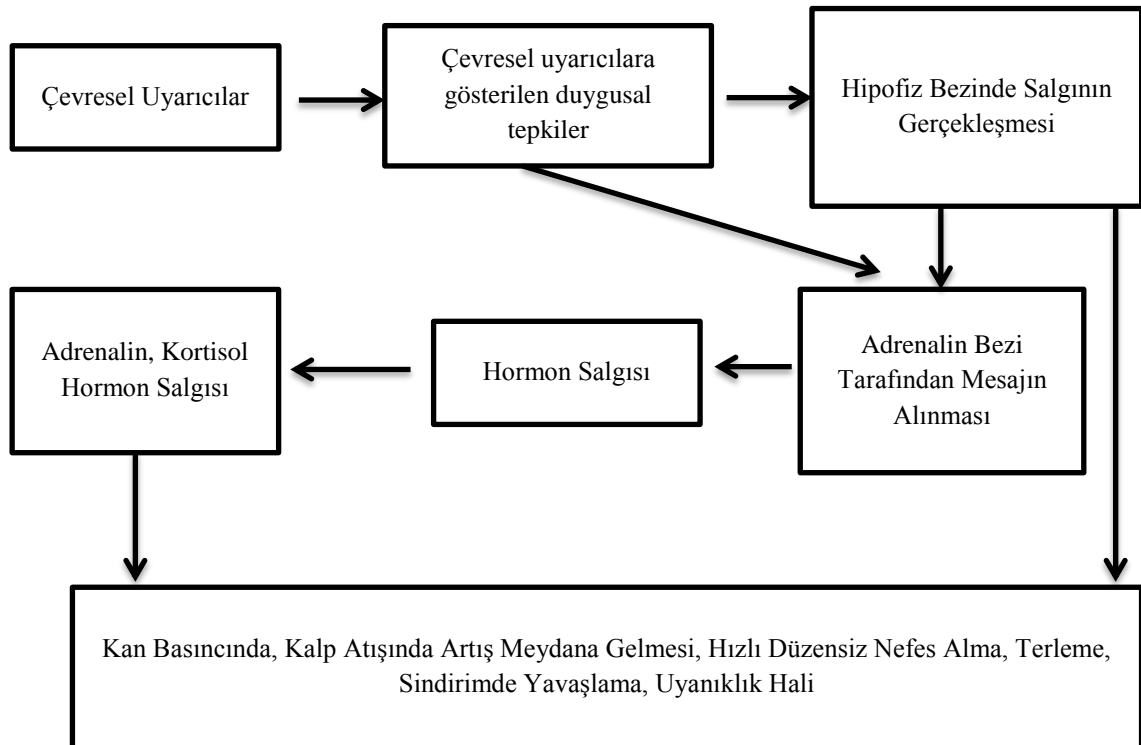 Çevresel Uyarıcılar
Çevresel uyarıcılara
gösterilen duygusal
tepkiler
Hipofiz Bezinde Salgının
Gerçekleşmesi
Adrenalin, Kortisol
Hormon Salgısı
Hormon Salgısı
Adrenalin Bezi
Tarafından Mesajın
Alınması
Kan Basıncında, Kalp Atışında Artış Meydana Gelmesi, Hızlı Düzensiz Nefes Alma, Terleme,
Sindirimde Yavaşlama, Uyanıklık Hali